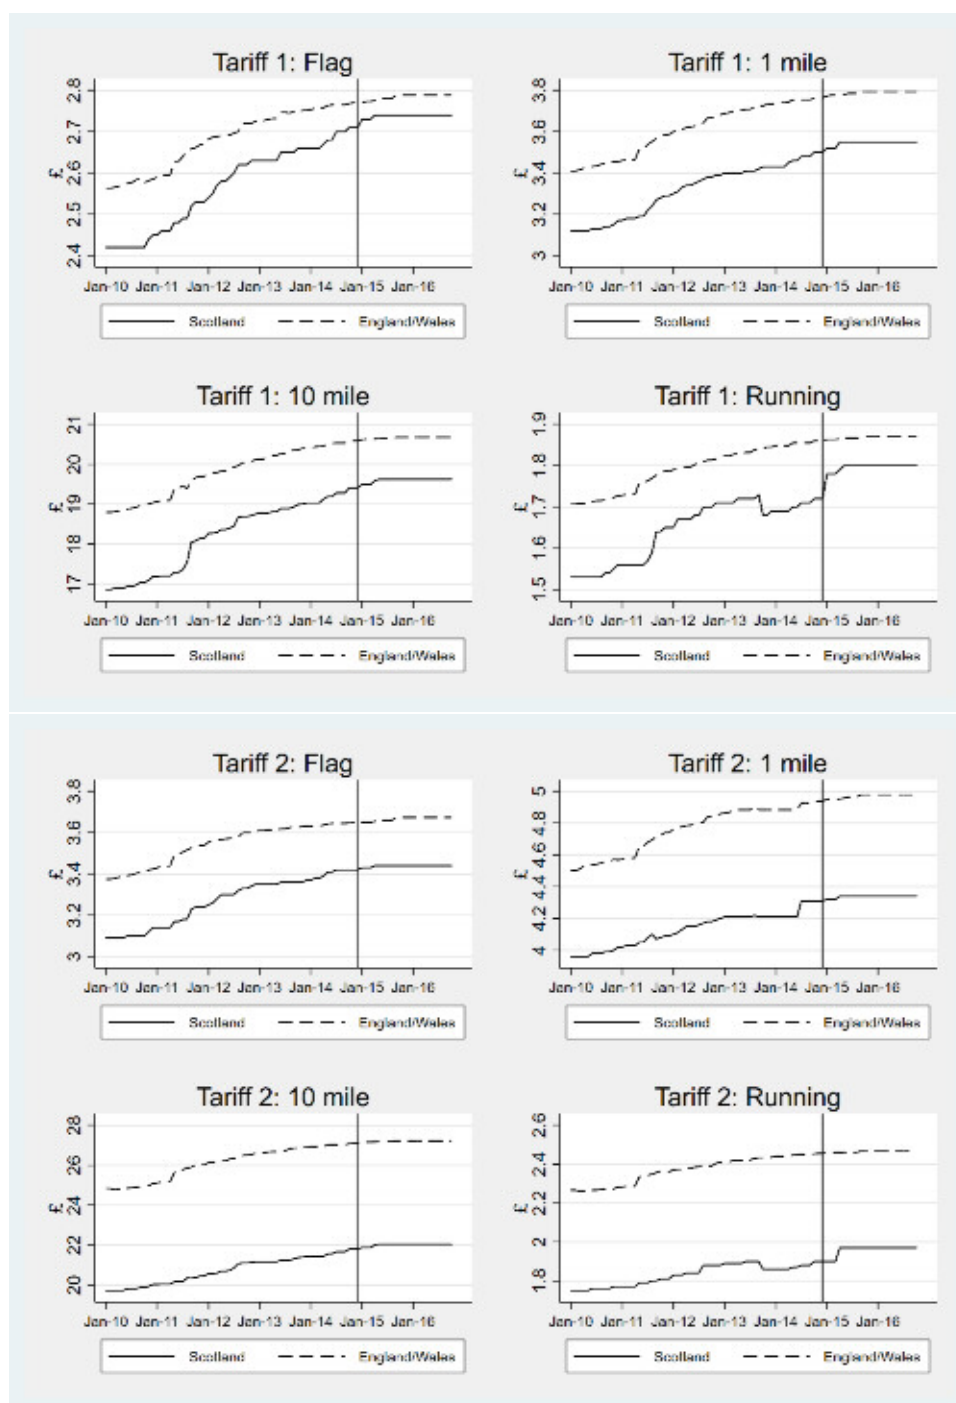 Tariff 1: Flag
£
2.4 2.5 2.6 2.7 2.8
Jan-10 Jan-11 Jan-12 Jan-13 Jan-14 Jan-15 Jan-16
Scotland England/Wales
Tariff 1: 1 mile
£
3 3.2 3.4 3.6 3.8
Jan-10 Jan-11 Jan-12 Jan-13 Jan-14 Jan-15 Jan-16
Scotland England/Wales
Tariff 1: 10 mile
£
17 18 19 20 21
Jan-10 Jan-11 Jan-12 Jan-13 Jan-14 Jan-15 Jan-16
Scotland England/Wales
Tariff 1: Running
£
1.5 1.6 1.7 1.8 1.9
Jan-10 Jan-11 Jan-12 Jan-13 Jan-14 Jan-15 Jan-16
Scotland England/Wales
Tariff 2: Flag
£
3 3.2 3.4 3.6 3.8
Jan-10 Jan-11 Jan-12 Jan-13 Jan-14 Jan-15 Jan-16
Scotland England/Wales
Tariff 2: 1 mile
£
4 4.2 4.4 4.6 4.8 5
Jan-10 Jan-11 Jan-12 Jan-13 Jan-14 Jan-15 Jan-16
Scotland England/Wales
Tariff 2: 10 mile
£
20 22 24 26 28
Jan-10 Jan-11 Jan-12 Jan-13 Jan-14 Jan-15 Jan-16
Scotland England/Wales
Tariff 2: Running
£
1.8 2 2.2 2.4 2.6
Jan-10 Jan-11 Jan-12 Jan-13 Jan-14 Jan-15 Jan-16
Scotland England/Wales